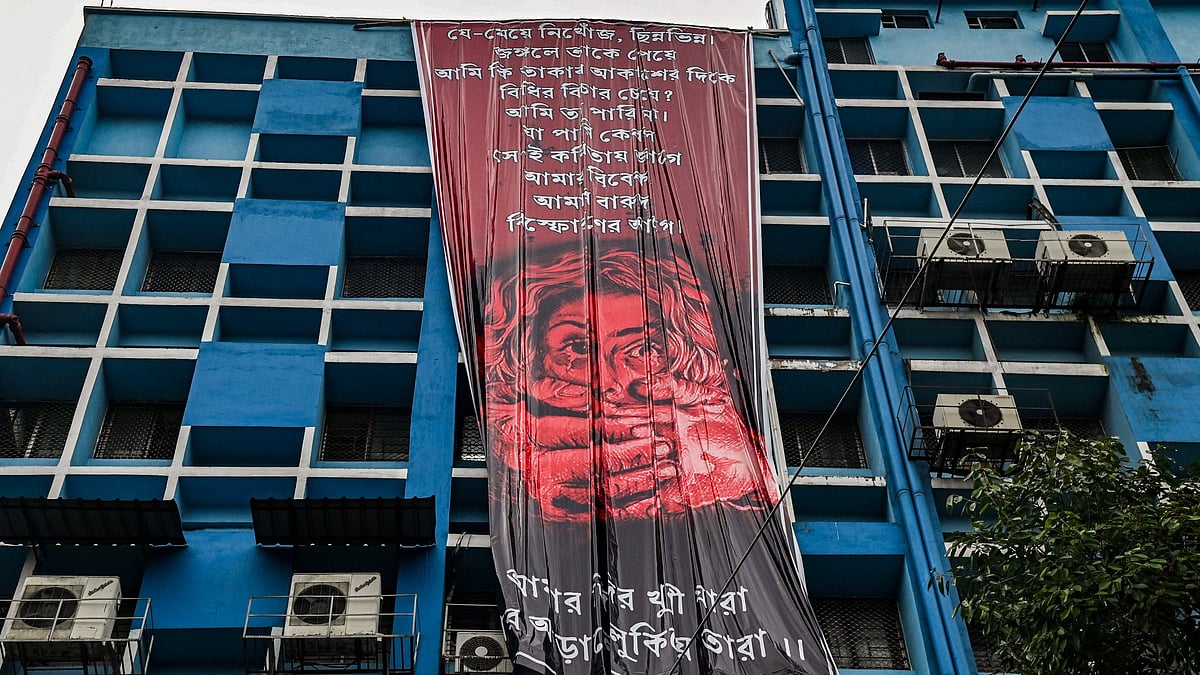 যে-মেয়ে নিখোঁজ, ছিন্নভিন্ন।
জঙ্গলে তাকে পেয়ে
আমি কি তাকাব আকাশের দিকে
বিধির বিচার চেয়ে?
আমি তা পারি না।
যা পারি কেবল
সে-ই কবিতায় জাগে
আমার বিবেক
আমার বারুদ
বিস্ফোরণের আগে।
খুনী যারা
তারা ।।